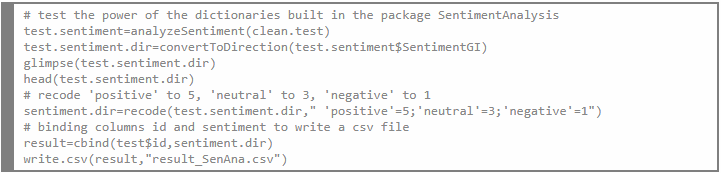 # test the power of the dictionaries built in the package SentimentAnalysis
test.sentiment=analyzeSentiment(clean.test)
test.sentiment.dir=convertToDirection(test.sentiment$SentimentGI)
glimpse(test.sentiment.dir)
head(test.sentiment.dir)
# recode 'positive' to 5, 'neutral' to 3, 'negative' to 1
sentiment.dir=recode(test.sentiment.dir," 'positive'=5;'neutral'=3;'negative'=1")
# binding columns id and sentiment to write a csv file
result=cbind(test$id,sentiment.dir)
write.csv(result,"result_SenAna.csv")